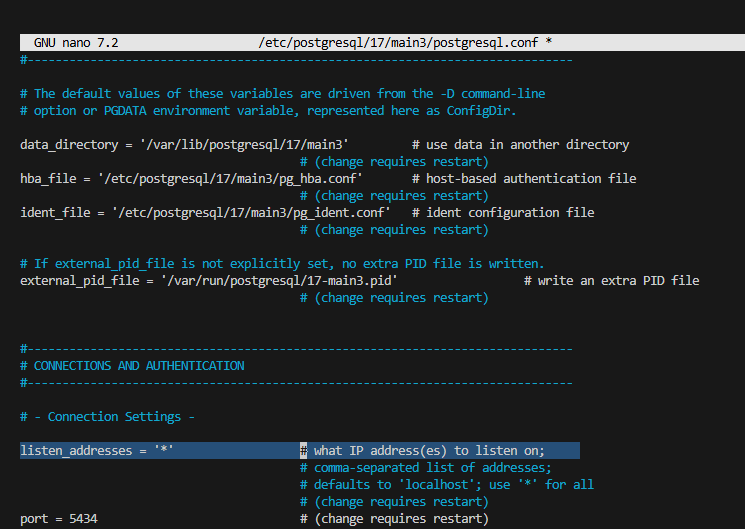 GNU nano 7.2 /etc/postgresql/17/main3/postgresql.conf *
#------------------------------------------------------------------------------
# The default values of these variables are driven from the -D command-line
# option or PGDATA environment variable, represented here as ConfigDir.
data_directory = '/var/lib/postgresql/17/main3' # use data in another directory
# (change requires restart)
hba_file = '/etc/postgresql/17/main3/pg_hba.conf' # host-based authentication file
# (change requires restart)
ident_file = '/etc/postgresql/17/main3/pg_ident.conf' # ident configuration file
# (change requires restart)
# If external_pid_file is not explicitly set, no extra PID file is written.
external_pid_file = '/var/run/postgresql/17-main3.pid' # write an extra PID file
# (change requires restart)
#------------------------------------------------------------------------------
# CONNECTIONS AND AUTHENTICATION
#------------------------------------------------------------------------------
# - Connection Settings -
listen_addresses = '*' # what IP address(es) to listen on;
# comma-separated list of addresses;
# defaults to 'localhost'; use '*' for all
# (change requires restart)
port = 5434 # (change requires restart)